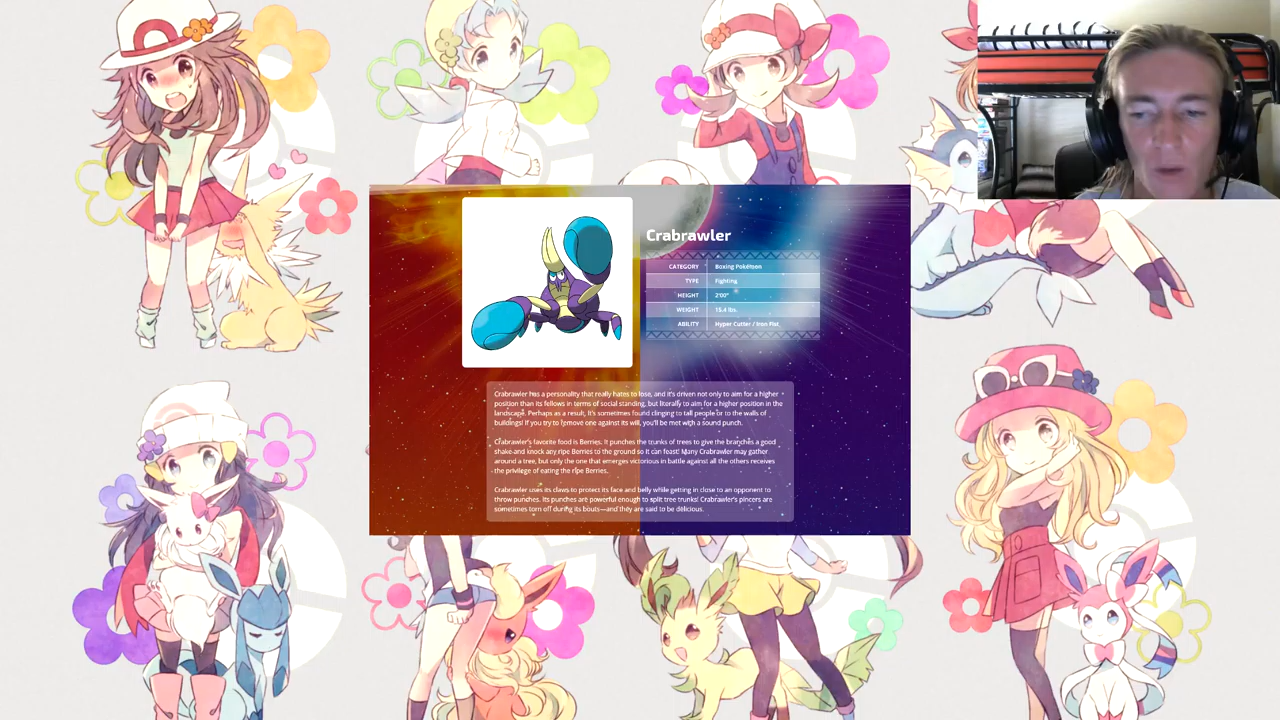 Crabrawler
CATEGORY Boxing Pokémon
TYPE Fighting
HEIGHT 2'00"
WEIGHT 15.4 lbs.
ABILITY Hyper Cutter / Iron Fist
Crabrawler has a personality that really hates to lose, and it's driven not only to aim for a higher
position than its fellows in terms of social standing, but literally to aim for a higher position in the
landscape. Perhaps as a result, it's sometimes found clinging to tall people or to the walls of
buildings! If you try to remove one against its will, you'll be met with a sound punch.
Crabrawler's favorite food is Berries. It punches the trunks of trees to give the branches a good
shake and knock any ripe Berries to the ground so it can feast! Many Crabrawler may gather
around a tree, but only the one that emerges victorious in battle against all the others receives
the privilege of eating the ripe Berries.
Crabrawler uses its claws to protect its face and belly while getting in close to an opponent to
throw punches. Its punches are powerful enough to split tree trunks! Crabrawler's pincers are
sometimes torn off during its bouts—and they are said to be delicious.